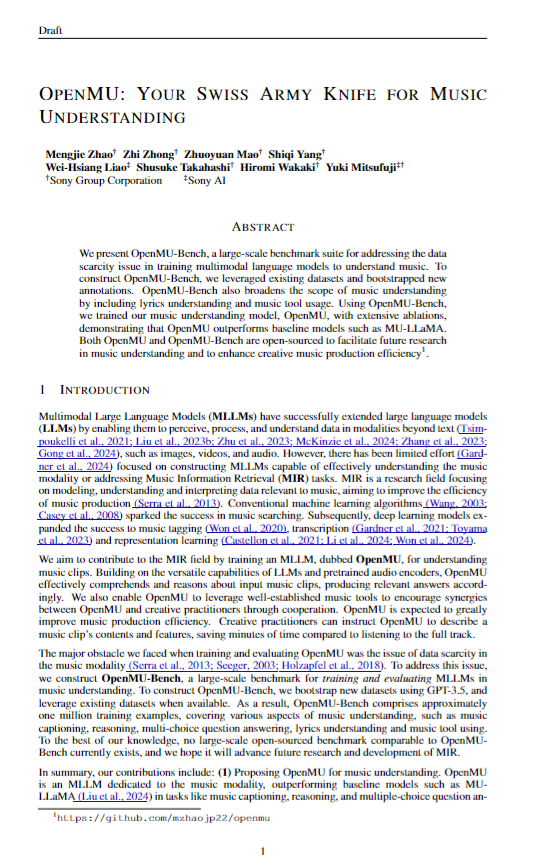 Draft
OPENMU: YOUR SWISS ARMY KNIFE FOR MUSIC
UNDERSTANDING
Mengjie Zhao† Zhi Zhong† Zhuoyuan Mao† Shiqi Yang†
Wei-Hsiang Liao‡ Shusuke Takahashi† Hiromi Wakaki† Yuki Mitsufuji‡†
†Sony Group Corporation ‡Sony AI
ABSTRACT
We present OpenMU-Bench, a large-scale benchmark suite for addressing the data
scarcity issue in training multimodal language models to understand music. To
construct OpenMU-Bench, we leveraged existing datasets and bootstrapped new
annotations. OpenMU-Bench also broadens the scope of music understanding
by including lyrics understanding and music tool usage. Using OpenMU-Bench,
we trained our music understanding model, OpenMU, with extensive ablations,
demonstrating that OpenMU outperforms baseline models such as MU-LLaMA.
Both OpenMU and OpenMU-Bench are open-sourced to facilitate future research
in music understanding and to enhance creative music production efficiency1.
1 INTRODUCTION
Multimodal Large Language Models (MLLMs) have successfully extended large language models
(LLMs) by enabling them to perceive, process, and understand data in modalities beyond text (Tsim-
poukelli et al., 2021; Liu et al., 2023b; Zhu et al., 2023; McKinzie et al., 2024; Zhang et al., 2023;
Gong et al., 2024), such as images, videos, and audio. However, there has been limited effort (Gard-
ner et al., 2024) focused on constructing MLLMs capable of effectively understanding the music
modality or addressing Music Information Retrieval (MIR) tasks. MIR is a research field focusing
on modeling, understanding and interpreting data relevant to music, aiming to improve the efficiency
of music production (Serra et al., 2013). Conventional machine learning algorithms (Wang, 2003;
Casey et al., 2008) sparked the success in music searching. Subsequently, deep learning models ex-
panded the success to music tagging (Won et al., 2020), transcription (Gardner et al., 2021; Toyama
et al., 2023) and representation learning (Castellon et al., 2021; Li et al., 2024; Won et al., 2024).
We aim to contribute to the MIR field by training an MLLM, dubbed OpenMU, for understanding
music clips. Building on the versatile capabilities of LLMs and pretrained audio encoders, OpenMU
effectively comprehends and reasons about input music clips, producing relevant answers accord-
ingly. We also enable OpenMU to leverage well-established music tools to encourage synergies
between OpenMU and creative practitioners through cooperation. OpenMU is expected to greatly
improve music production efficiency. Creative practitioners can instruct OpenMU to describe a
music clip's contents and features, saving minutes of time compared to listening to the full track.
The major obstacle we faced when training and evaluating OpenMU was the issue of data scarcity in
the music modality (Serra et al., 2013; Seeger, 2003; Holzapfel et al., 2018). To address this issue,
we construct OpenMU-Bench, a large-scale benchmark for training and evaluating MLLMs in
music understanding. To construct OpenMU-Bench, we bootstrap new datasets using GPT-3.5, and
leverage existing datasets when available. As a result, OpenMU-Bench comprises approximately
one million training examples, covering various aspects of music understanding, such as music
captioning, reasoning, multi-choice question answering, lyrics understanding and music tool using.
To the best of our knowledge, no large-scale open-sourced benchmark comparable to OpenMU-
Bench currently exists, and we hope it will advance future research and development of MIR.
In summary, our contributions include: (1) Proposing OpenMU for music understanding. OpenMU
is an MLLM dedicated to the music modality, outperforming baseline models such as MU-
LLaMA (Liu et al., 2024) in tasks like music captioning, reasoning, and multiple-choice question an-
1https://github.com/mzhaojp22/openmu
1